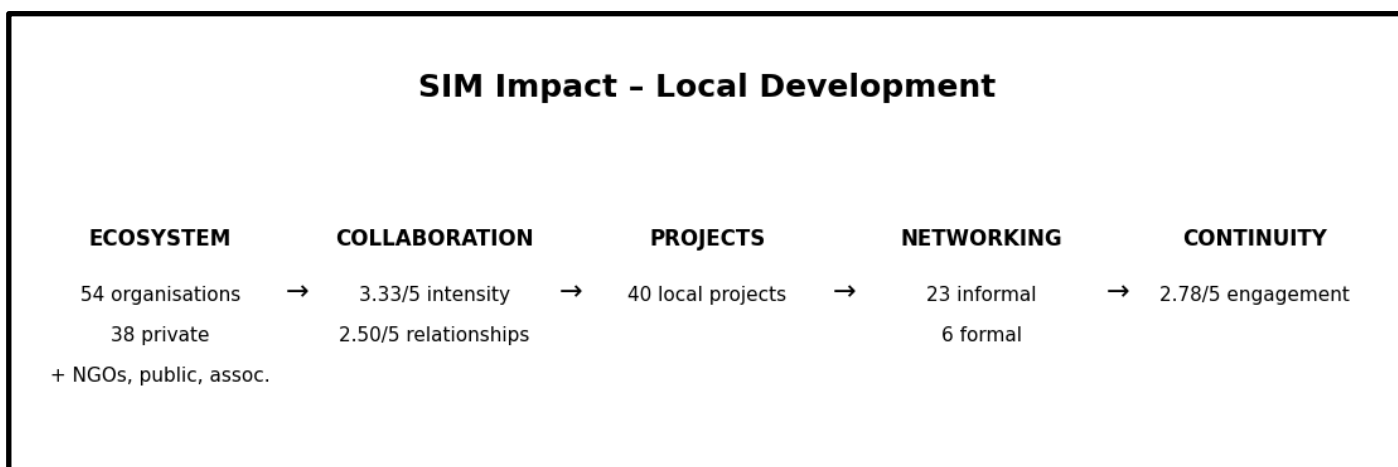 SIM Impact – Local Development
ECOSYSTEM
54 organisations
38 private
+ NGOs, public, assoc.
→
COLLABORATION
3.33/5 intensity
2.50/5 relationships
→
PROJECTS
40 local projects
→
NETWORKING
23 informal
6 formal
→
CONTINUITY
2.78/5 engagement